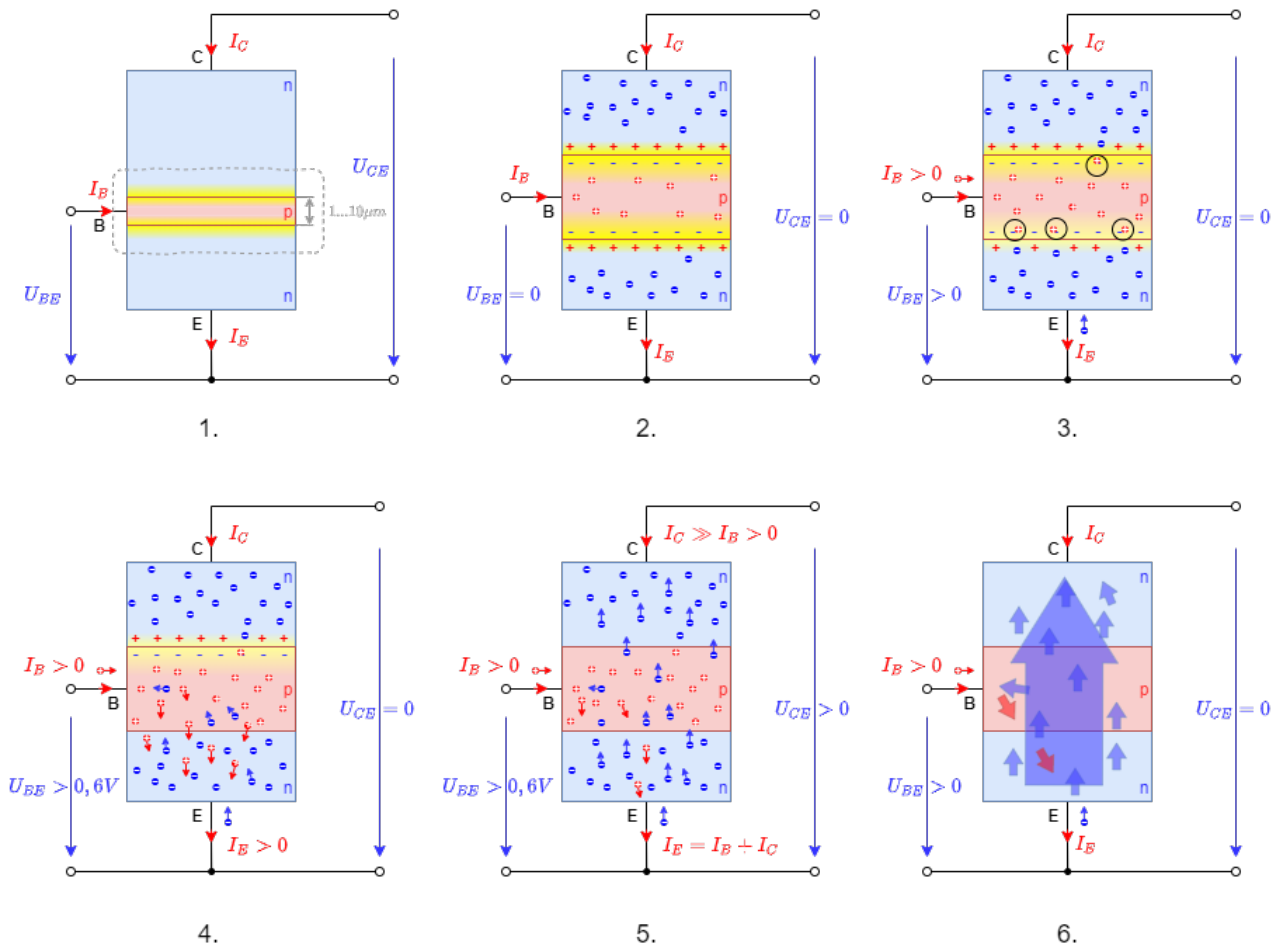 I_C
C
n
U_CE
I_B
p
1...10μm
B
U_BE
n
E
I_E
1.
I_C
C
n
I_B
p
B
U_CE = 0
U_BE = 0
n
E
I_E
2.
I_C
C
n
I_B > 0
p
B
U_CE = 0
U_BE > 0
n
E
I_E
3.
I_C
C
n
I_B > 0
p
B
U_CE = 0
U_BE > 0,6V
n
E
I_E > 0
4.
I_C ≫ I_B > 0
C
n
I_B > 0
p
B
U_CE > 0
U_BE > 0,6V
n
E
I_E = I_B + I_C
5.
I_C
C
n
I_B > 0
p
B
U_CE = 0
U_BE > 0
E
I_E
6.